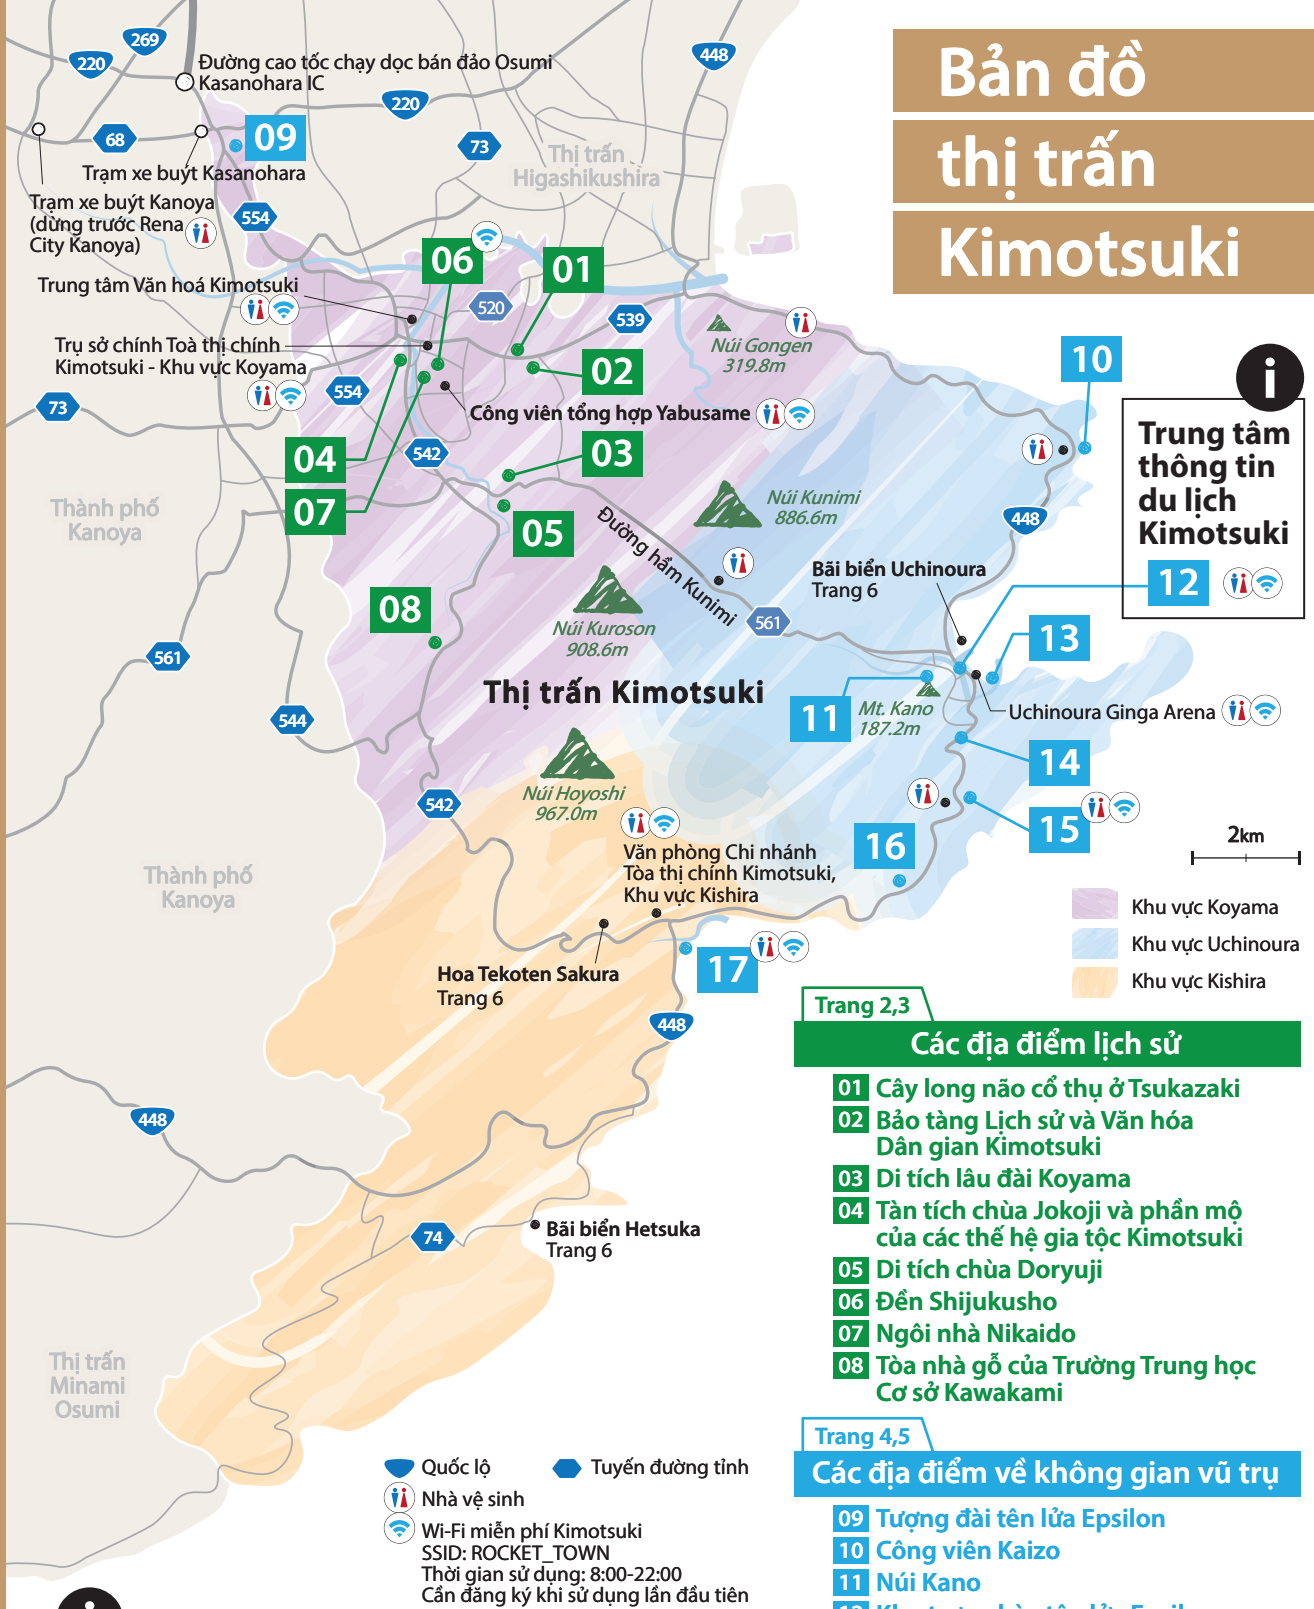 Bản đồ
thị trấn
Kimotsuki
269
220
448
Đường cao tốc chạy dọc bán đảo Osumi
Kasanohara IC
220
68
09
73
Thị trấn
Higashikushira
Trạm xe buýt Kasanohara
Trạm xe buýt Kanoya
(dừng trước Rena
City Kanoya)
554
06
01
Trung tâm Văn hoá Kimotsuki
520
539
Núi Gongen
319.8m
Trụ sở chính Toà thị chính
Kimotsuki - Khu vực Koyama
02
10
554
73
Công viên tổng hợp Yabusame
i
Trung tâm
thông tin
du lịch
Kimotsuki
12
04
542
03
07
Núi Kunimi
886.6m
448
Thành phố
Kanoya
05
Đường hầm Kunimi
Bãi biển Uchinoura
Trang 6
08
Núi Kuroson
908.6m
561
13
561
Thị trấn Kimotsuki
11
Mt. Kano
187.2m
Uchinoura Ginga Arena
544
14
542
Núi Hoyoshi
967.0m
15
16
2km
Văn phòng Chi nhánh
Tòa thị chính Kimotsuki,
Khu vực Kishira
Thành phố
Kanoya
Khu vực Koyama
Khu vực Uchinoura
Khu vực Kishira
Hoa Tekoten Sakura
Trang 6
17
448
448
74
Bãi biển Hetsuka
Trang 6
Thị trấn
Minami
Osumi
Trang 2,3
Các địa điểm lịch sử
01 Cây long não cổ thụ ở Tsukazaki
02 Bảo tàng Lịch sử và Văn hóa
Dân gian Kimotsuki
03 Di tích lâu đài Koyama
04 Tàn tích chùa Jokoji và phần mộ
của các thế hệ gia tộc Kimotsuki
05 Di tích chùa Doryuji
06 Đền Shijukusho
07 Ngôi nhà Nikaido
08 Tòa nhà gỗ của Trường Trung học
Cơ sở Kawakami
Trang 4,5
Các địa điểm về không gian vũ trụ
09 Tượng đài tên lửa Epsilon
10 Công viên Kaizo
11 Núi Kano
Quốc lộ
Tuyến đường tỉnh
Nhà vệ sinh
Wi-Fi miễn phí Kimotsuki
SSID: ROCKET_TOWN
Thời gian sử dụng: 8:00-22:00
Cần đăng ký khi sử dụng lần đầu tiên